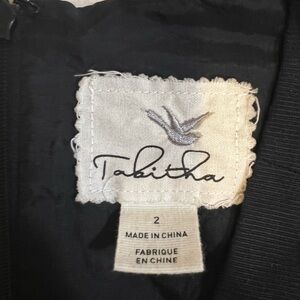 Tabitha
2
MADE IN CHINA
FABRIQUE
EN CHINE